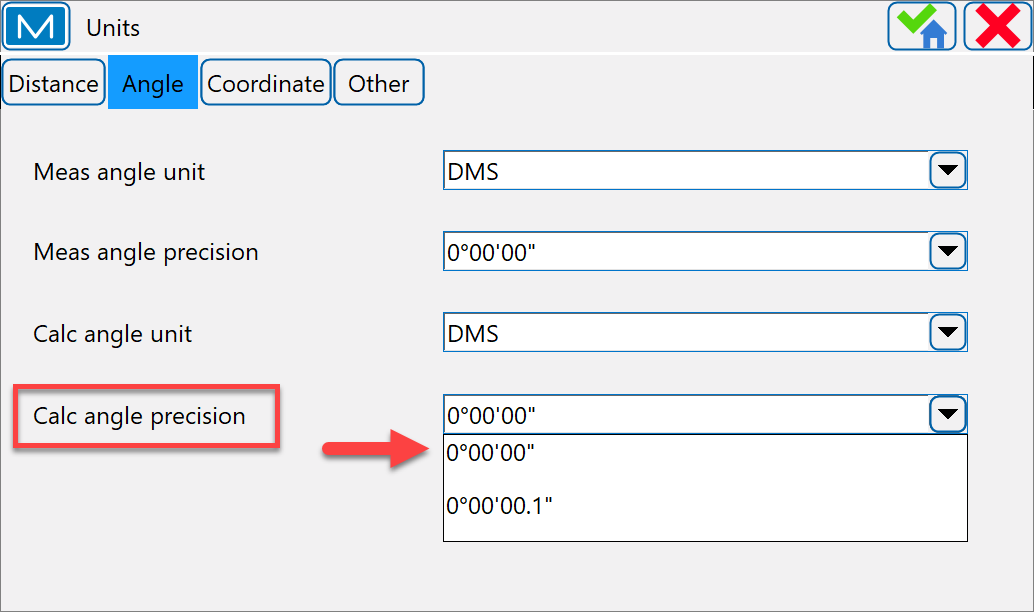 Units
Distance Angle Coordinate Other
Meas angle unit DMS
Meas angle precision 0°00'00"
Calc angle unit DMS
Calc angle precision 0°00'00"
0°00'00"
0°00'00.1"